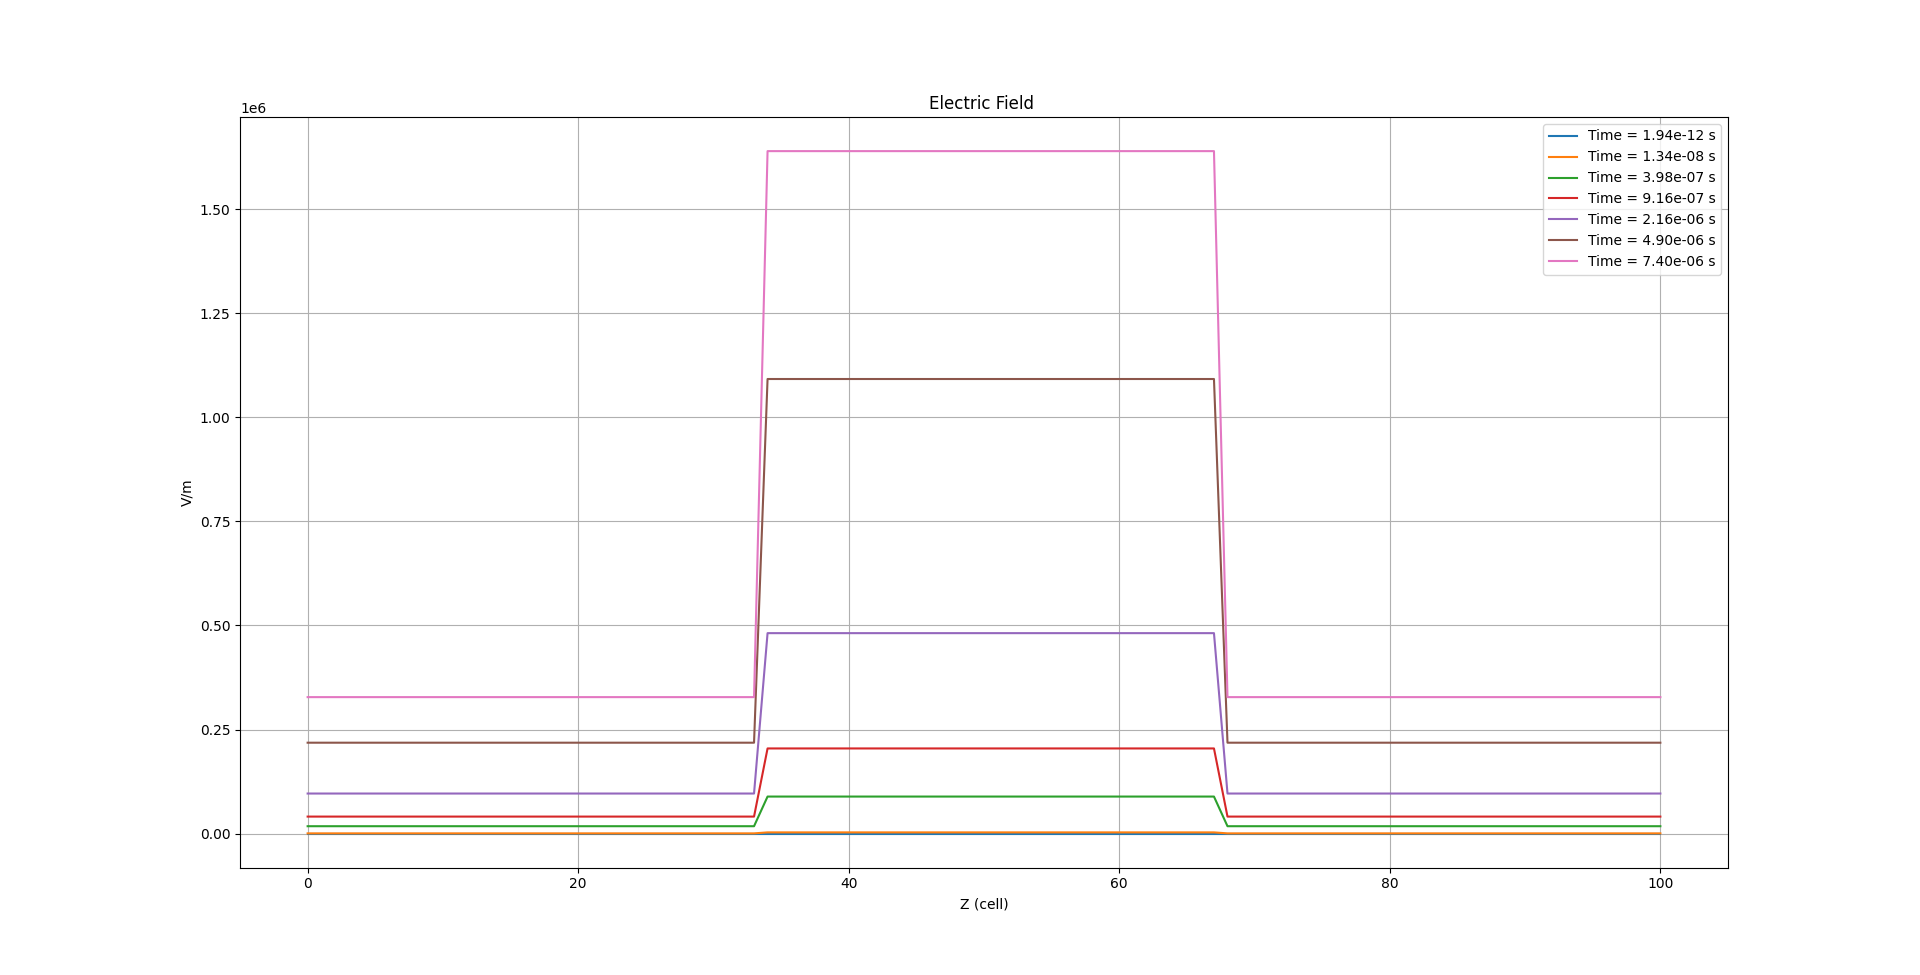 Electric Field
1e6
1.50
1.25
1.00
0.75
0.50
0.25
0.00
V/m
0 20 40 60 80 100
Z (cell)
Time = 1.94e-12 s
Time = 1.34e-08 s
Time = 3.98e-07 s
Time = 9.16e-07 s
Time = 2.16e-06 s
Time = 4.90e-06 s
Time = 7.40e-06 s